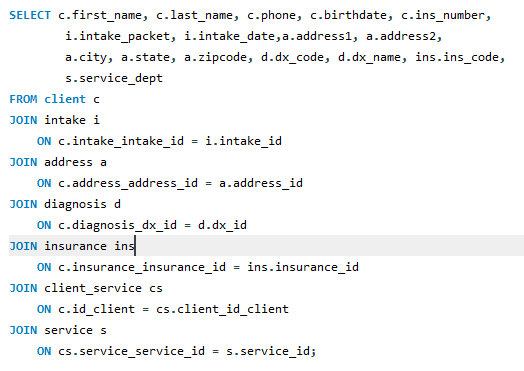 SELECT c.first_name, c.last_name, c.phone, c.birthdate, c.ins_number,
i.intake_packet, i.intake_date,a.address1, a.address2,
a.city, a.state, a.zipcode, d.dx_code, d.dx_name, ins.ins_code,
s.service_dept
FROM client c
JOIN intake i
ON c.intake_intake_id = i.intake_id
JOIN address a
ON c.address_address_id = a.address_id
JOIN diagnosis d
ON c.diagnosis_dx_id = d.dx_id
JOIN insurance ins
ON c.insurance_insurance_id = ins.insurance_id
JOIN client_service cs
ON c.id_client = cs.client_id_client
JOIN service s
ON cs.service_service_id = s.service_id;